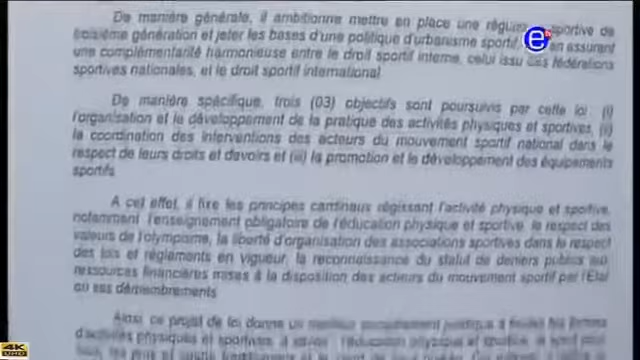 De manière générale, il ambitionne mettre en place une régulation sportive de
troisième génération et jeter les bases d'une politique d'urbanisme sportif, en assurant
une complémentarité harmonieuse entre le droit sportif interne, celui issu des fédérations
sportives nationales, et le droit sportif international.
De manière spécifique, trois (03) objectifs sont poursuivis par cette loi : (i)
l'organisation et le développement de la pratique des activités physiques et sportives, (ii)
la coordination des interventions des acteurs du mouvement sportif national dans le
respect de leurs droits et devoirs et (iii) la promotion et le développement des équipements
sportifs.
A cet effet, il fixe les principes cardinaux régissant l'activité physique et sportive,
notamment l'enseignement obligatoire de l'éducation physique et sportive, le respect des
valeurs de l'olympisme, la liberté d'organisation des associations sportives dans le respect
des lois et règlements en vigueur, la reconnaissance du statut de deniers publics aux
ressources financières mises à la disposition des acteurs du mouvement sportif par l'Etat
ou ses démembrements.
Ainsi ce projet de loi donne un meilleur juridique à toutes les formes
d'activités physiques et sportives, à savoir : l'éducation physique et sportive, le sport pour
e
4K
UHD